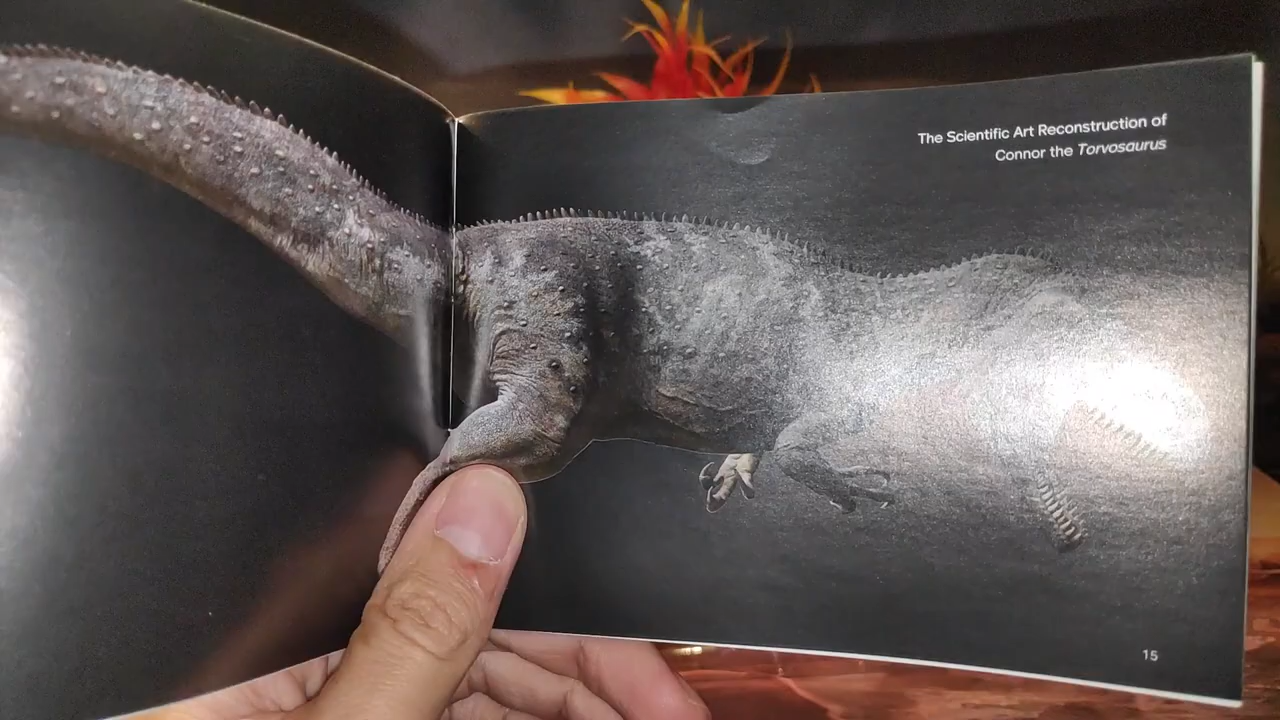 The Scientific Art Reconstruction of
Connor the Torvosaurus
15